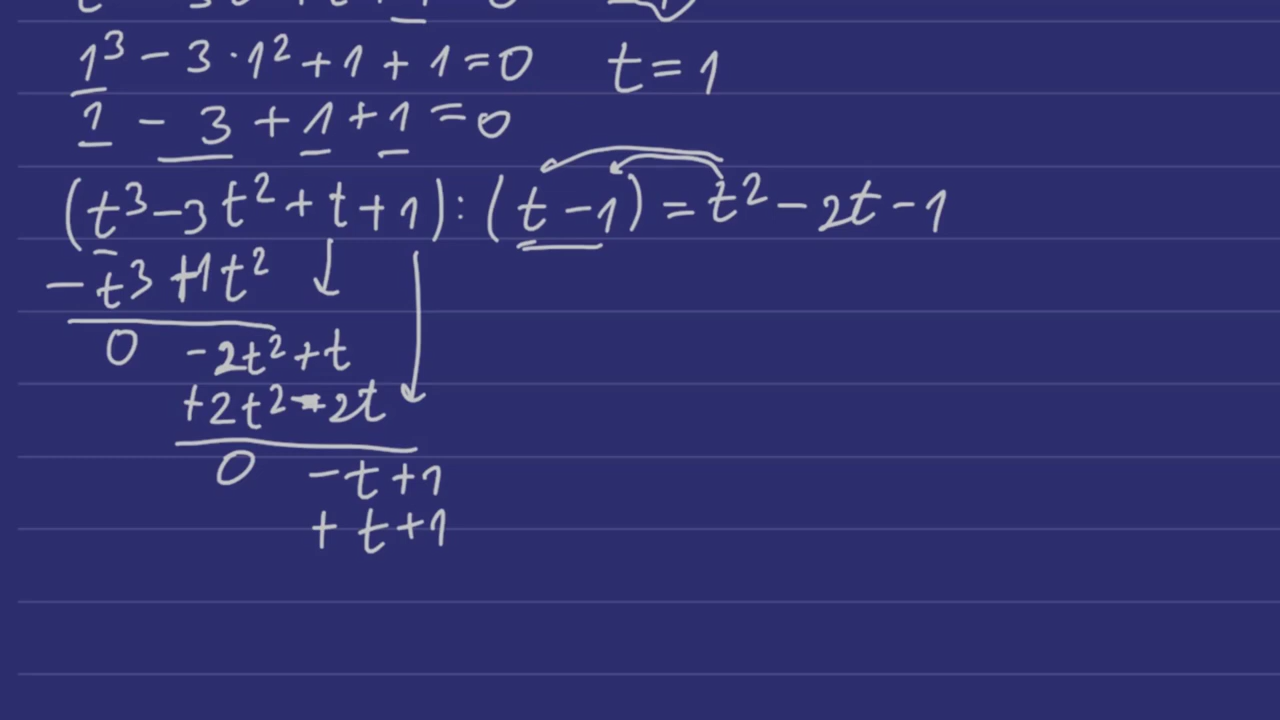 1³ - 3 · 1² + 1 + 1 = 0   t = 1
1 - 3 + 1 + 1 = 0
(t³ - 3t² + t + 1) : (t - 1) = t² - 2t - 1
- t³ + 1t²
0 - 2t² + t
+ 2t² - 2t
0 - t + 1
+ t + 1